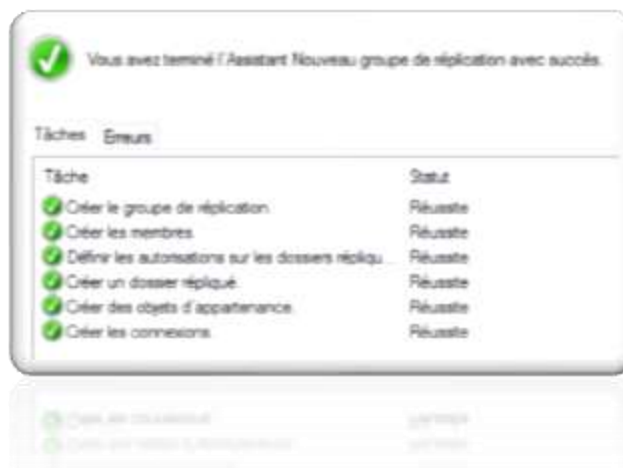 Vous avez terminé l'Assistant Nouveau groupe de réplication avec succès.
Tâches Erreurs
Tâche Statut
Créer le groupe de réplication. Réussite
Créer les membres. Réussite
Définir les autorisations sur les dossiers répliqu... Réussite
Créer un dossier répliqué. Réussite
Créer des objets d'appartenance. Réussite
Créer les connexions. Réussite